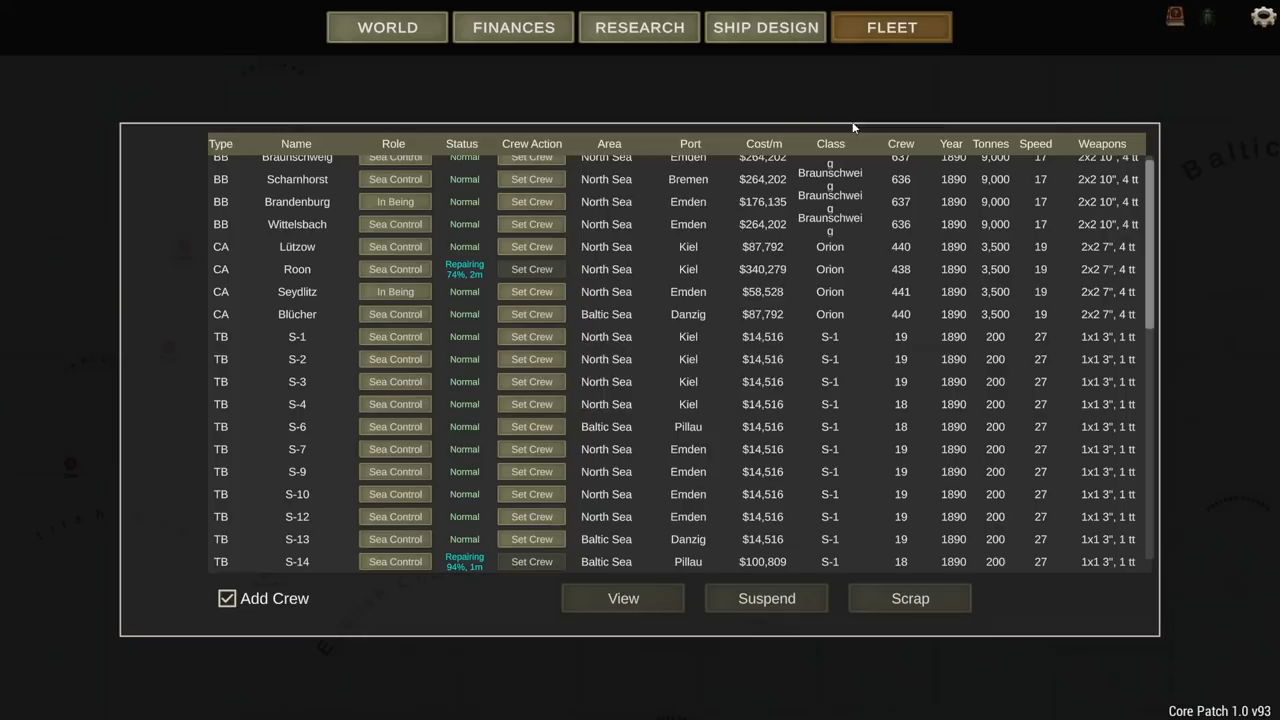 WORLD FINANCES RESEARCH SHIP DESIGN FLEET
Type Name Role Status Crew Action Area Port Cost/m Class Crew Year Tonnes Speed Weapons
BB Braunschweig Sea Control Normal Set Crew North Sea Emden $264,202 g 637 1890 9,000 17 2x2 10", 4 tt
BB Scharnhorst Sea Control Normal Set Crew North Sea Bremen $264,202 Braunschweig 636 1890 9,000 17 2x2 10", 4 tt
BB Brandenburg In Being Normal Set Crew North Sea Emden $176,135 Braunschweig 637 1890 9,000 17 2x2 10", 4 tt
BB Wittelsbach Sea Control Normal Set Crew North Sea Emden $264,202 Braunschweig 636 1890 9,000 17 2x2 10", 4 tt
CA Lützow Sea Control Normal Set Crew North Sea Kiel $87,792 Orion 440 1890 3,500 19 2x2 7", 4 tt
CA Roon Sea Control Repairing 74%, 2m Set Crew North Sea Kiel $340,279 Orion 438 1890 3,500 19 2x2 7", 4 tt
CA Seydlitz In Being Normal Set Crew North Sea Emden $58,528 Orion 441 1890 3,500 19 2x2 7", 4 tt
CA Blücher Sea Control Normal Set Crew Baltic Sea Danzig $87,792 Orion 440 1890 3,500 19 2x2 7", 4 tt
TB S-1 Sea Control Normal Set Crew North Sea Kiel $14,516 S-1 19 1890 200 27 1x1 3", 1 tt
TB S-2 Sea Control Normal Set Crew North Sea Kiel $14,516 S-1 19 1890 200 27 1x1 3", 1 tt
TB S-3 Sea Control Normal Set Crew North Sea Kiel $14,516 S-1 19 1890 200 27 1x1 3", 1 tt
TB S-4 Sea Control Normal Set Crew North Sea Kiel $14,516 S-1 18 1890 200 27 1x1 3", 1 tt
TB S-6 Sea Control Normal Set Crew Baltic Sea Pillau $14,516 S-1 18 1890 200 27 1x1 3", 1 tt
TB S-7 Sea Control Normal Set Crew North Sea Emden $14,516 S-1 19 1890 200 27 1x1 3", 1 tt
TB S-9 Sea Control Normal Set Crew North Sea Emden $14,516 S-1 19 1890 200 27 1x1 3", 1 tt
TB S-10 Sea Control Normal Set Crew North Sea Emden $14,516 S-1 19 1890 200 27 1x1 3", 1 tt
TB S-12 Sea Control Normal Set Crew North Sea Emden $14,516 S-1 19 1890 200 27 1x1 3", 1 tt
TB S-13 Sea Control Normal Set Crew Baltic Sea Danzig $14,516 S-1 19 1890 200 27 1x1 3", 1 tt
TB S-14 Sea Control Repairing 94%, 1m Set Crew Baltic Sea Pillau $100,809 S-1 18 1890 200 27 1x1 3", 1 tt
Add Crew View Suspend Scrap
Baltic
Core Patch 1.0 v93